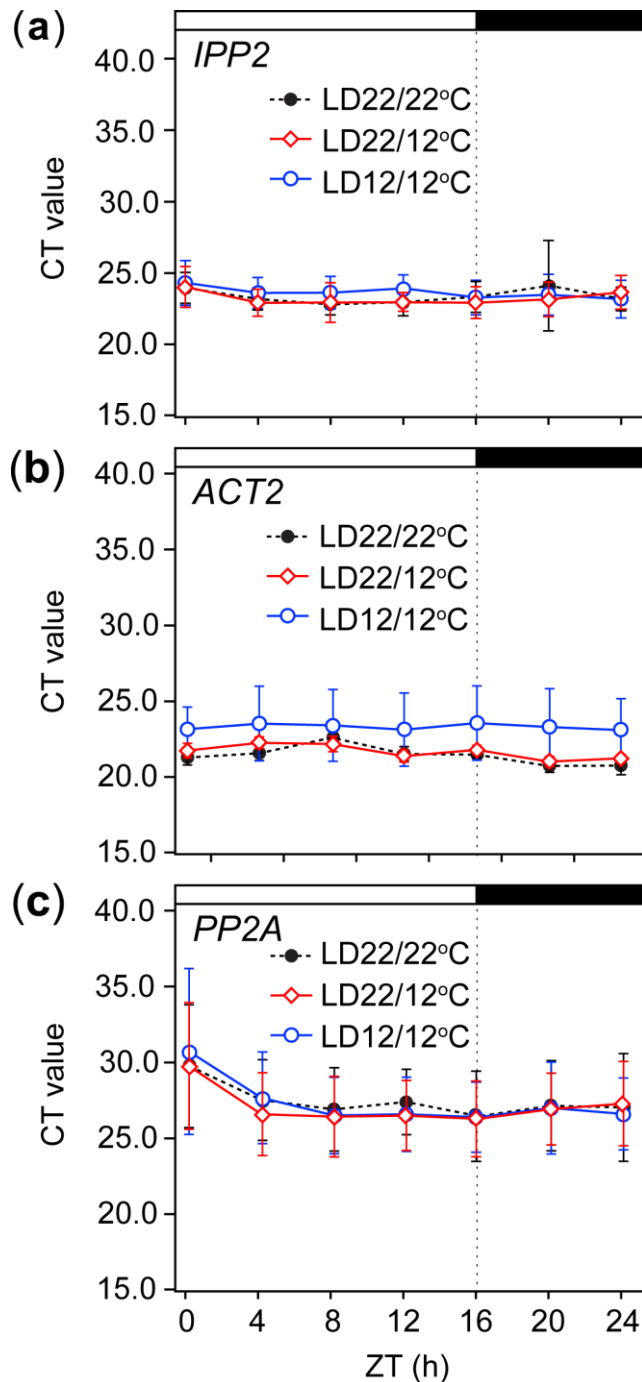 (a)
IPP2
40.0
LD22/22°C
35.0
LD22/12°C
LD12/12°C
30.0
CT value
25.0
20.0
15.0
(b)
ACT2
40.0
LD22/22°C
35.0
LD22/12°C
LD12/12°C
30.0
CT value
25.0
20.0
15.0
(c)
PP2A
40.0
LD22/22°C
35.0
LD22/12°C
LD12/12°C
30.0
CT value
25.0
20.0
15.0
0 4 8 12 16 20 24
ZT (h)